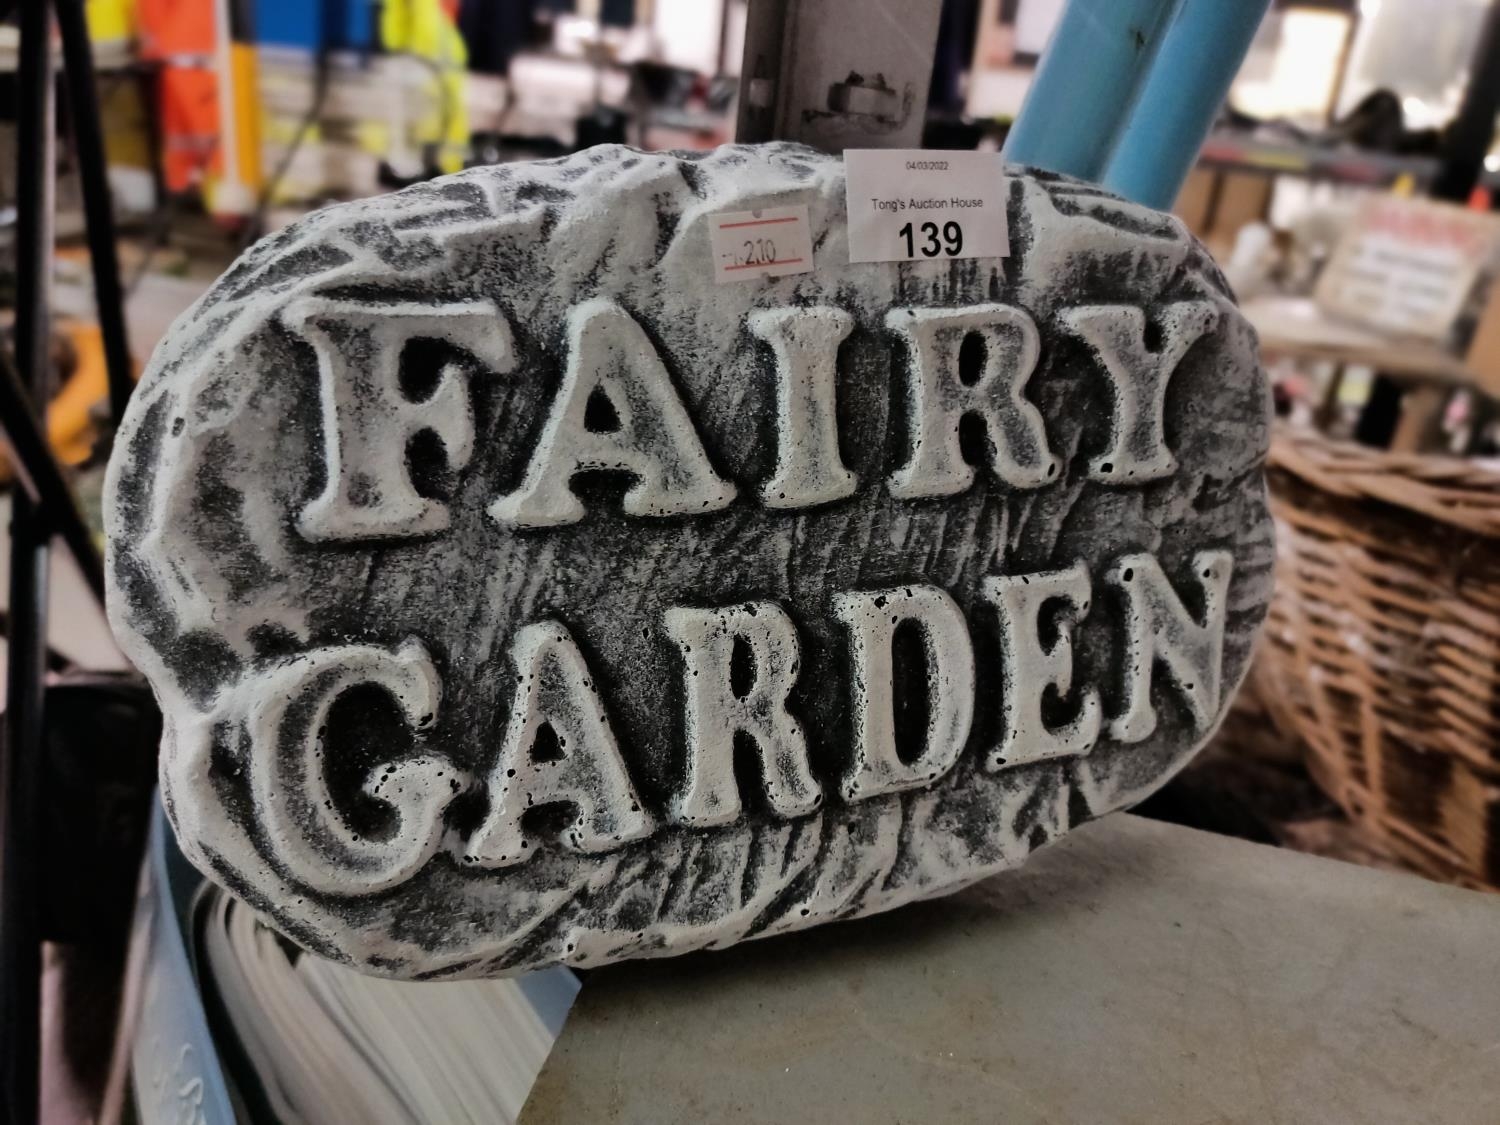 04/03/2022
Tong's Auction House
139
FAIRY
GARDEN